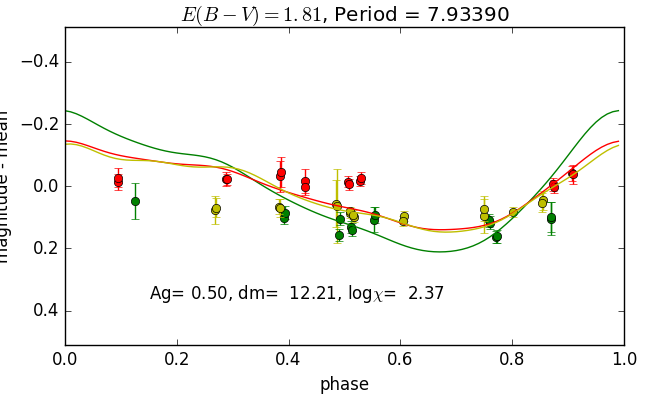 E(B − V) = 1.81, Period = 7.93390
magnitude - mean
−0.4
−0.2
0.0
0.2
0.4
Ag= 0.50, dm= 12.21, logχ= 2.37
0.0 0.2 0.4 0.6 0.8 1.0
phase